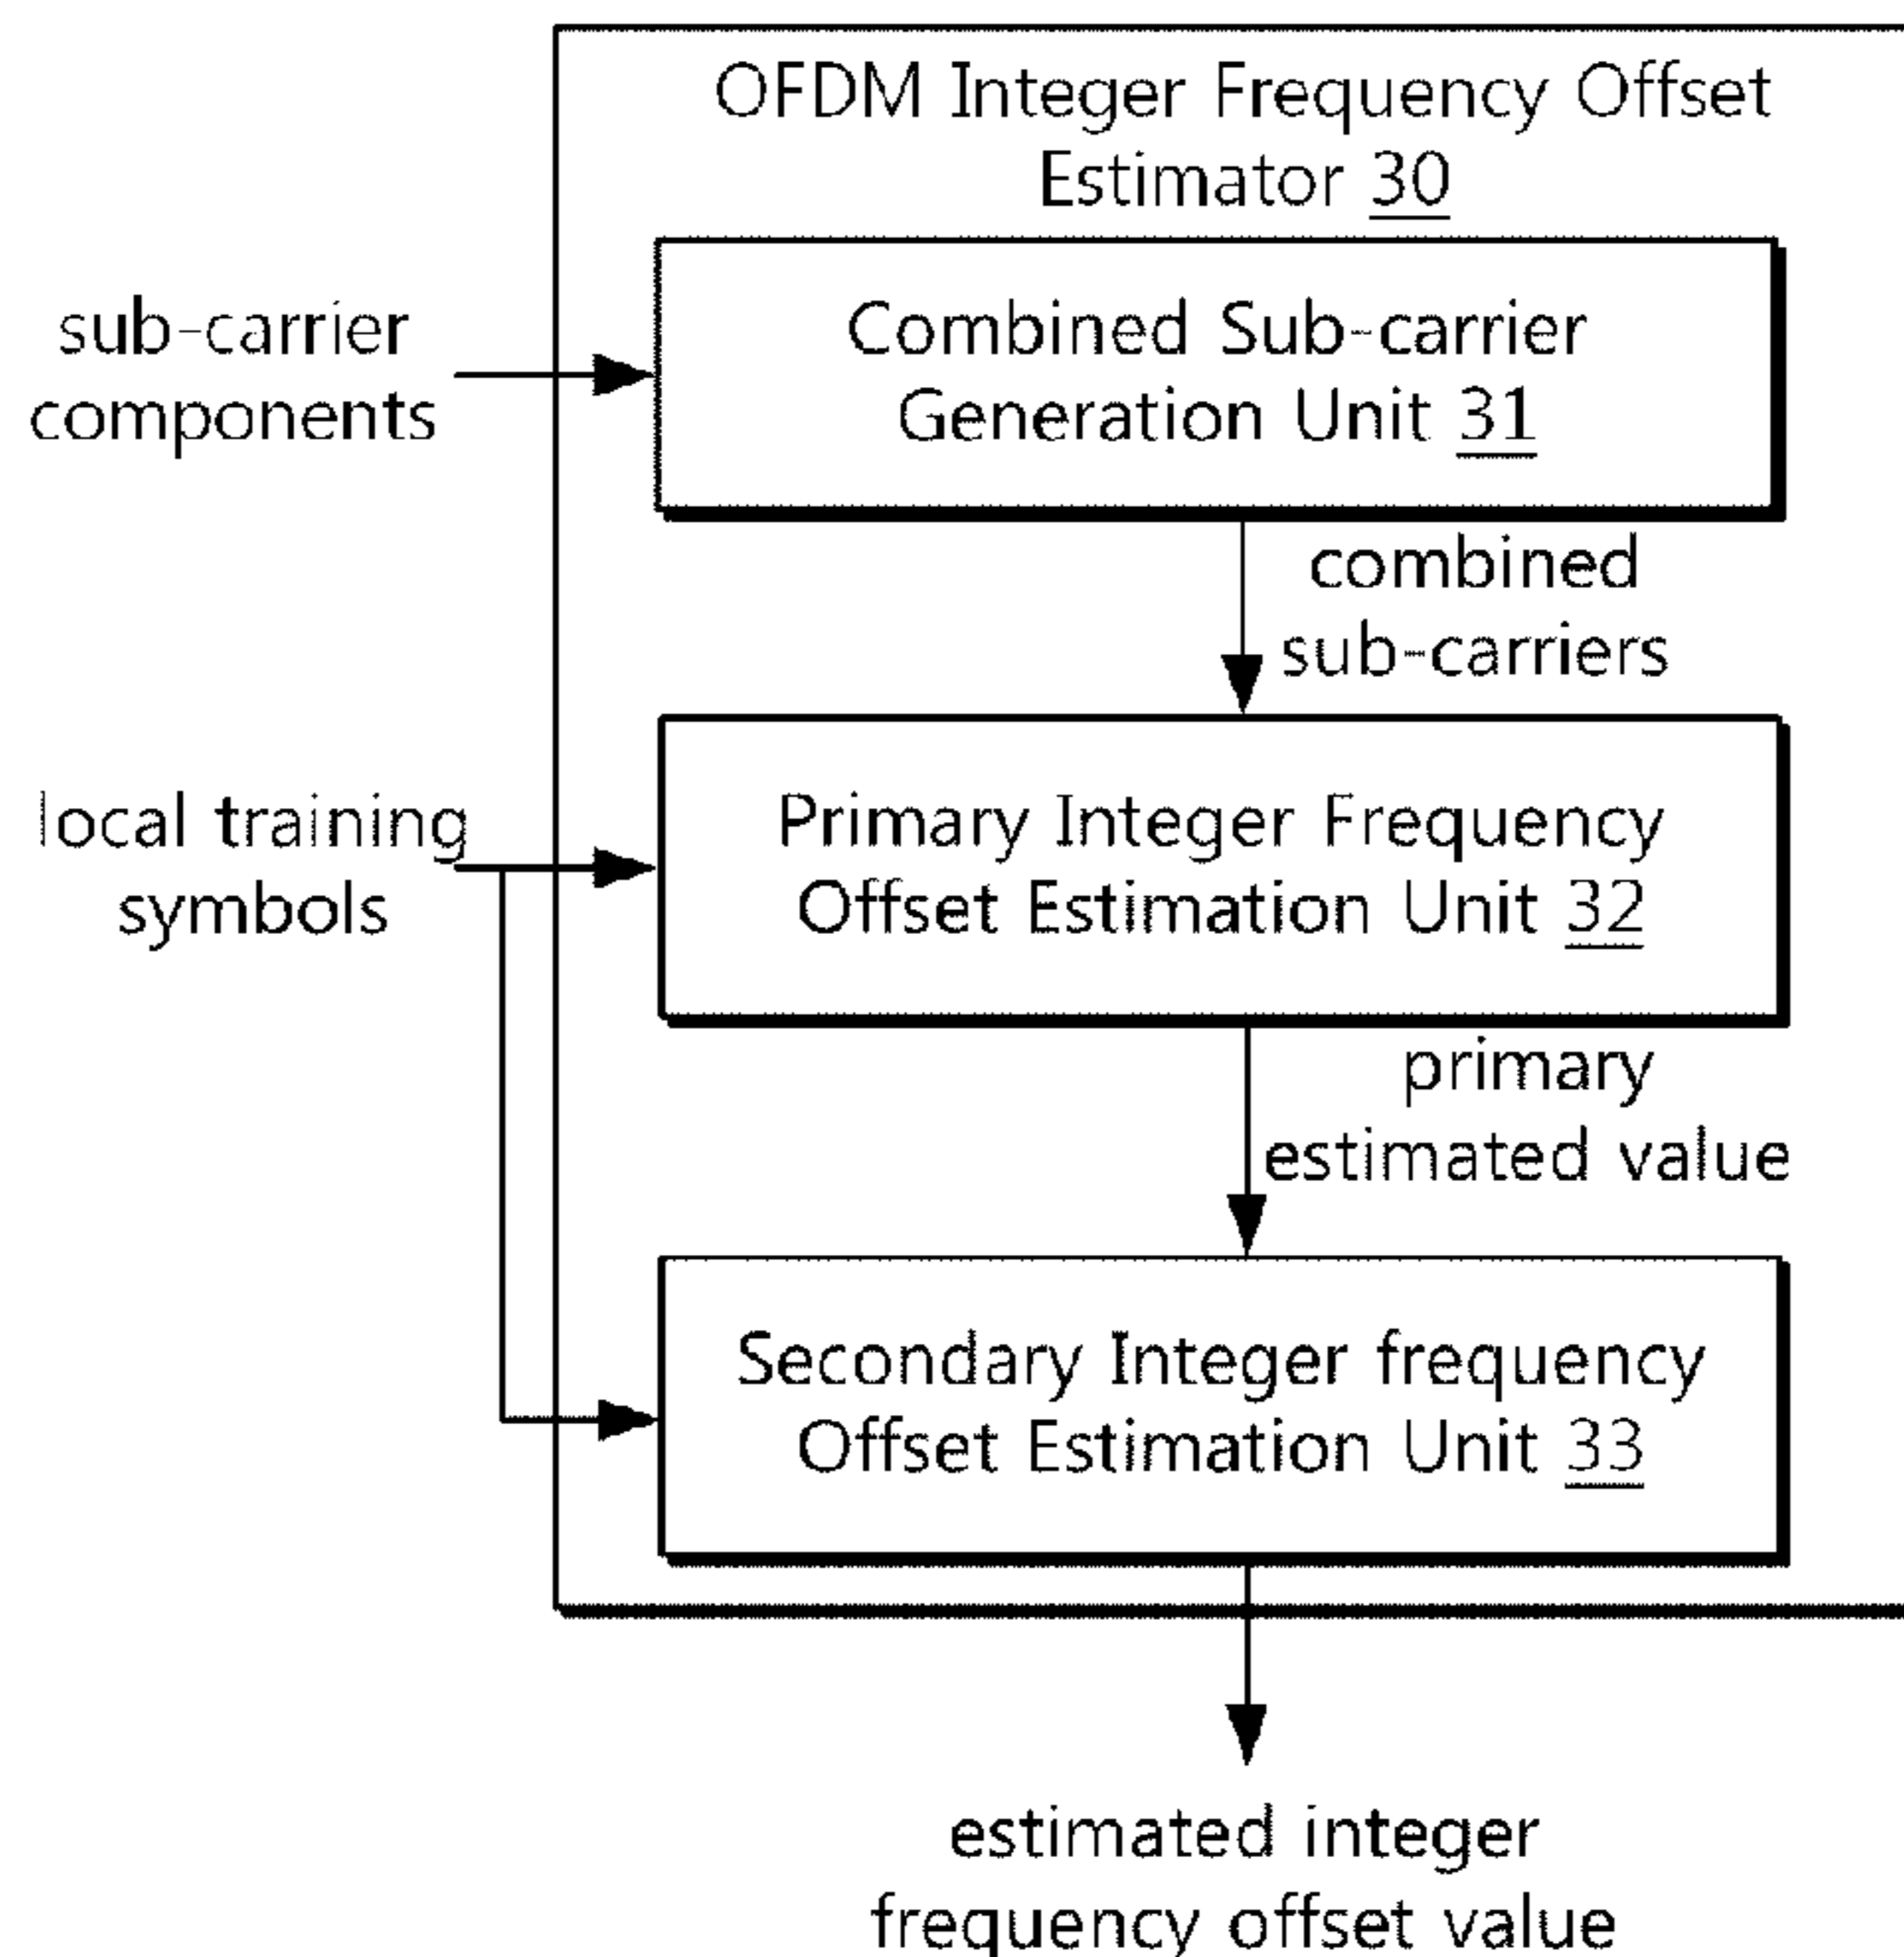 OFDM Integer Frequency Offset
Estimator 30
sub-carrier
components
Combined Sub-carrier
Generation Unit 31
combined
sub-carriers
local training
symbols
Primary Integer Frequency
Offset Estimation Unit 32
primary
estimated value
Secondary Integer frequency
Offset Estimation Unit 33
estimated integer
frequency offset value